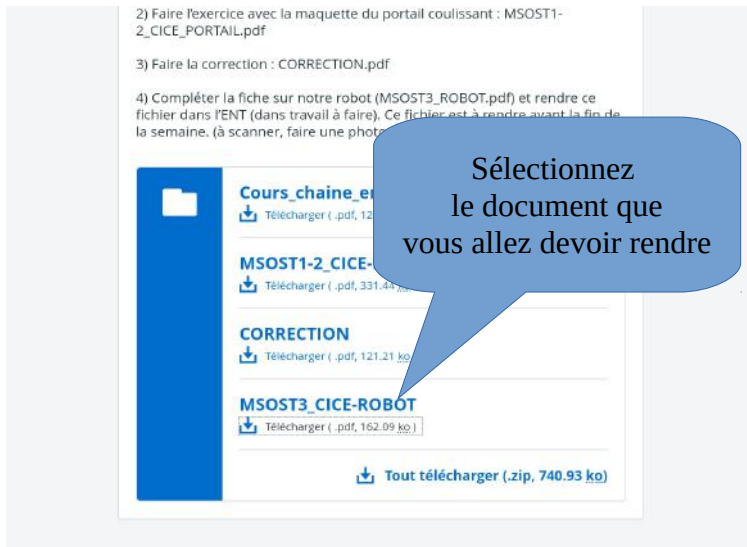 2) Faire l'exercice avec la maquette du portail coulissant : MSOST1-
2_CICE_PORTAIL.pdf
3) Faire la correction : CORRECTION.pdf
4) Compléter la fiche sur notre robot (MSOST3_ROBOT.pdf) et rendre ce
fichier dans l'ENT (dans travail à faire). Ce fichier est à rendre avant la fin de
la semaine. (à scanner, faire une photo
Sélectionnez
le document que
vous allez devoir rendre
Cours_chaine_e
Télécharger ( .pdf, 12
MSOST1-2_CICE-
Télécharger ( .pdf, 331.44
CORRECTION
Télécharger ( .pdf, 121.21 ko
MSOST3_CICE-ROBOT
Télécharger ( .pdf, 162.09 ko )
Tout télécharger (.zip, 740.93 ko)